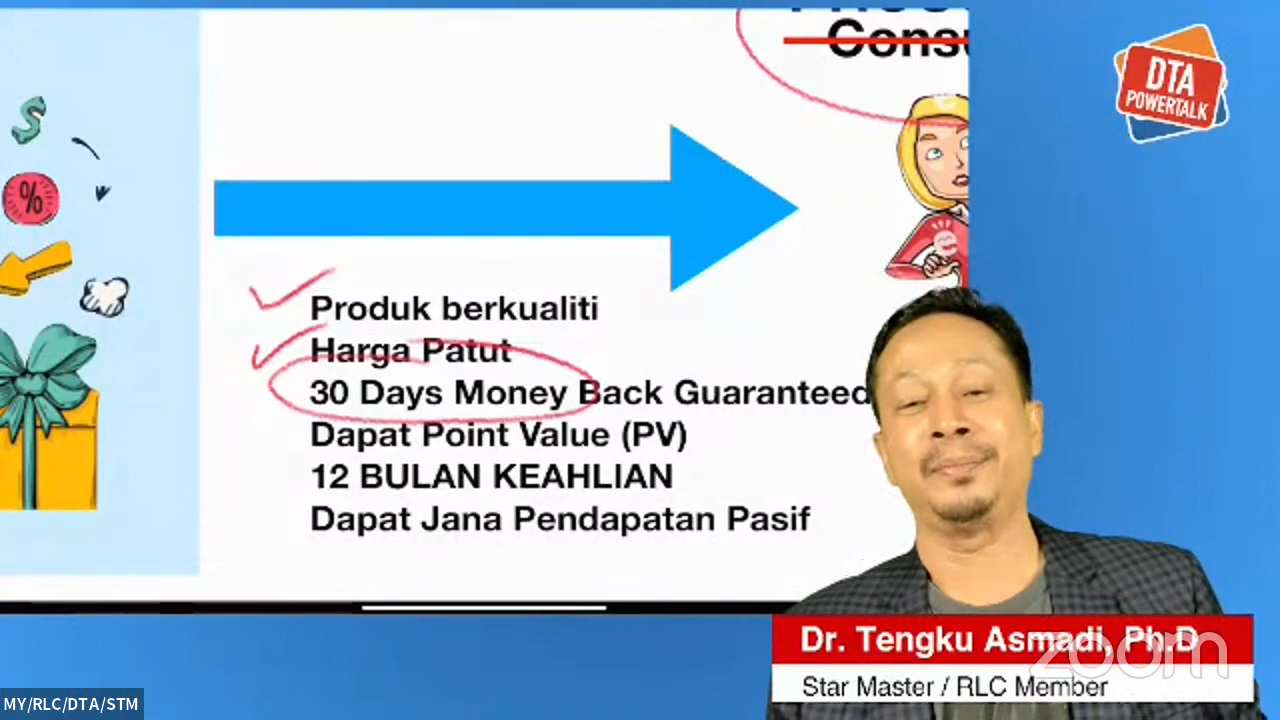 Cons
DTA
POWERTALK
$
%
Produk berkualiti
Harga Patut
30 Days Money Back Guaranteed
Dapat Point Value (PV)
12 BULAN KEAHLIAN
Dapat Jana Pendapatan Pasif
Dr. Tengku Asmadi, Ph.D
zoom
Star Master / RLC Member
MY/RLC/DTA/STM